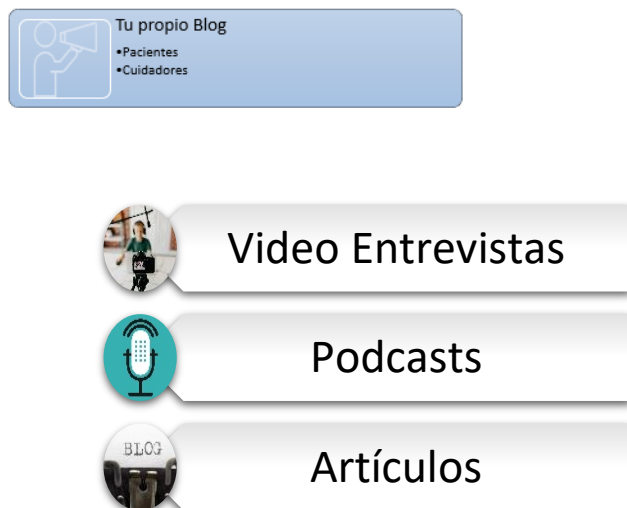 Tu propio Blog
•Pacientes
•Cuidadores
Video Entrevistas
Podcasts
BLOG
Artículos